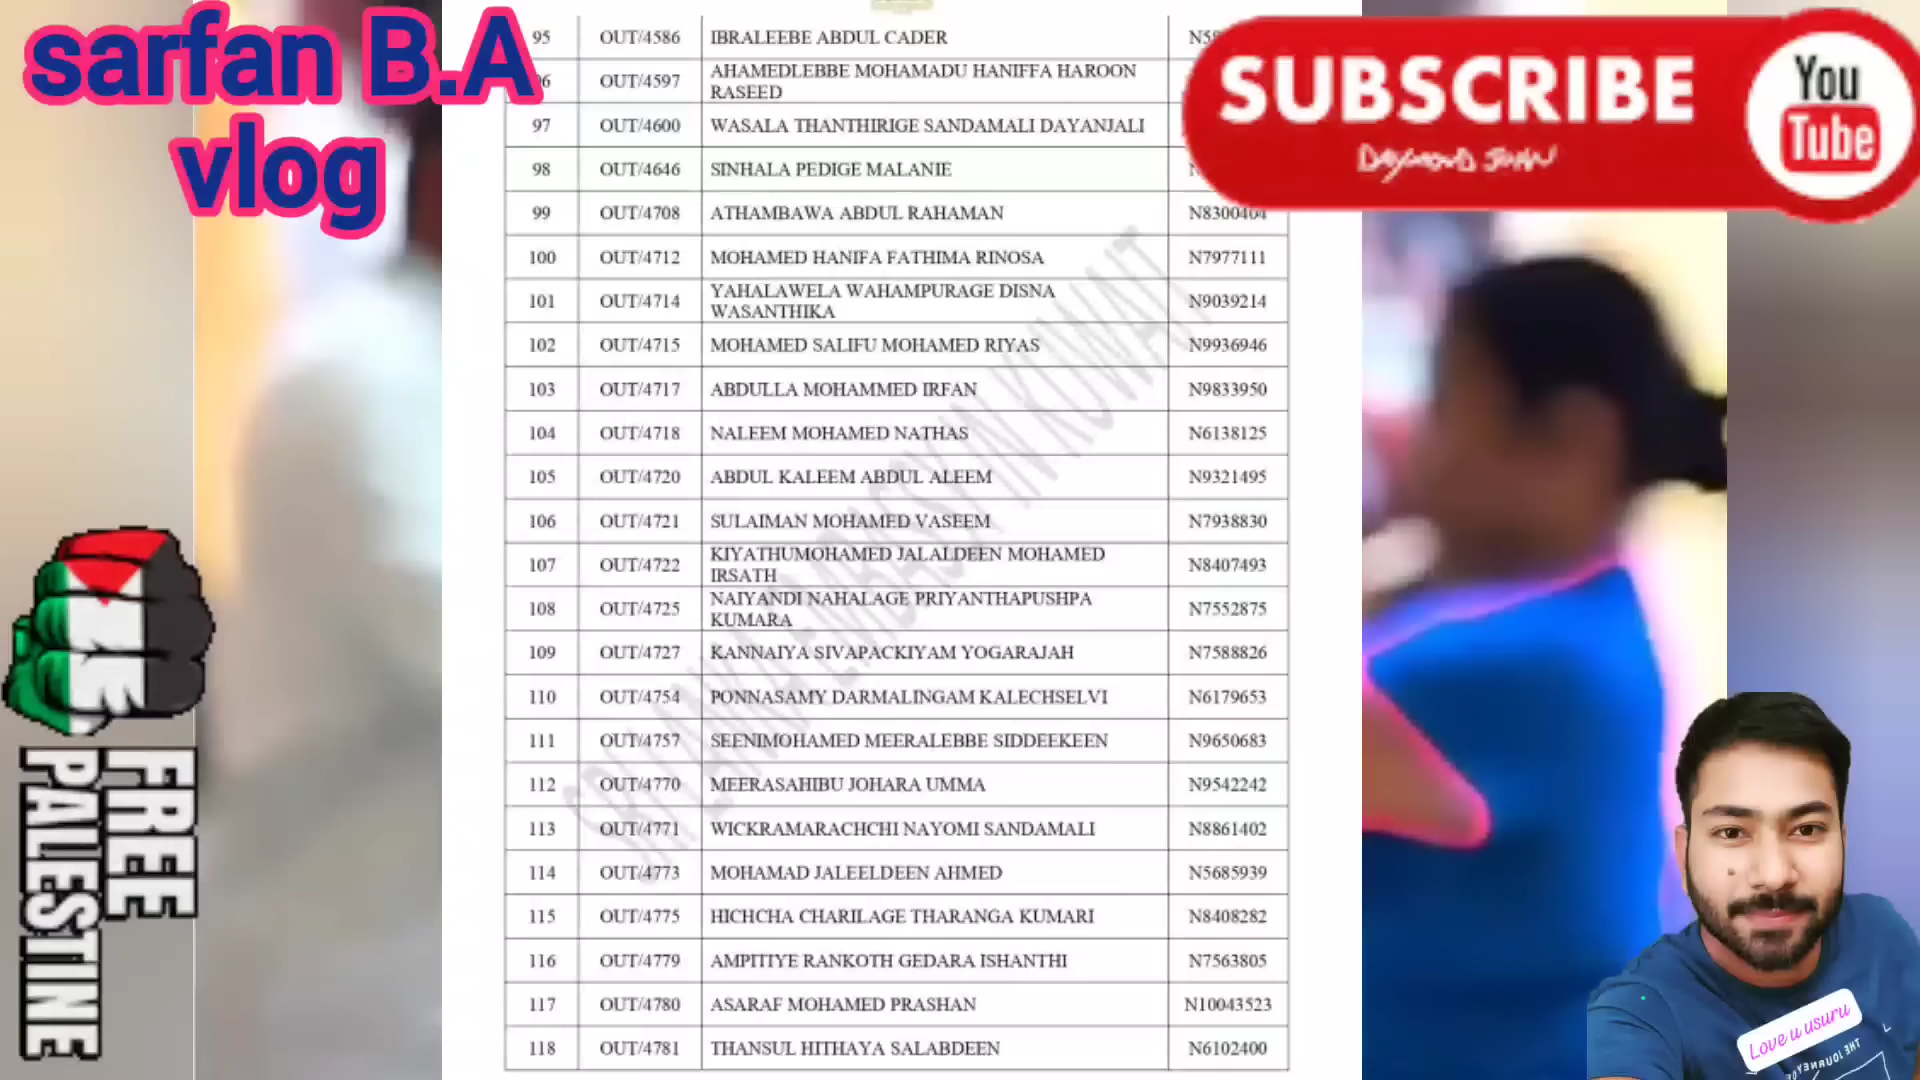 sarfan B.A
vlog
SUBSCRIBE
You
Tube
95 OUT/4586 IBRALEEBE ABDUL CADER
OUT/4597 AHAMEDLEBBE MOHAMADU HANIFFA HAROON
RASEED
97 OUT/4600 WASALA THANTHIRIGE SANDAMALI DAYANJALI
98 OUT/4646 SINHALA PEDIGE MALANIE
99 OUT/4708 ATHAMBAWA ABDUL RAHAMAN N8300404
100 OUT/4712 MOHAMED HANIFA FATHIMA RINOSA N7977111
101 OUT/4714 YAHALAWELA WAHAMPURAGE DISNA
WASANTHIKA N9039214
102 OUT/4715 MOHAMED SALIFU MOHAMED RIYAS N9936946
103 OUT/4717 ABDULLA MOHAMMED IRFAN N9833950
104 OUT/4718 NALEEM MOHAMED NATHAS N6138125
105 OUT/4720 ABDUL KALEEM ABDUL ALEEM N9321495
106 OUT/4721 SULAIMAN MOHAMED VASEEM N7938830
107 OUT/4722 KIYATHUMOHAMED JALALDEEN MOHAMED
IRSATH N8407493
108 OUT/4725 NAIYANDI NAHALAGE PRIYANTHAPUSHPA
KUMARA N7552875
109 OUT/4727 KANNAIYA SIVAPACKIYAM YOGARAJAH N7588826
110 OUT/4754 PONNASAMY DARMALINGAM KALECHSELVI N6179653
111 OUT/4757 SEENIMOHAMED MEERALEBBE SIDDEEKEEN N9650683
112 OUT/4770 MEERASAHIBU JOHARA UMMA N9542242
113 OUT/4771 WICKRAMARACHCHI NAYOMI SANDAMALI N8861402
114 OUT/4773 MOHAMAD JALEELDEEN AHMED N5685939
115 OUT/4775 HICHCHA CHARILAGE THARANGA KUMARI N8408282
116 OUT/4779 AMPITIYE RANKOTH GEDARA ISHANTHI N7563805
117 OUT/4780 ASARAF MOHAMED PRASHAN N10043523
118 OUT/4781 THANSUL HITHAYA SALABDEEN N6102400
SRI LANKA EMBASSY IN KUWAIT
FREE
PALESTINE
Love u usuru